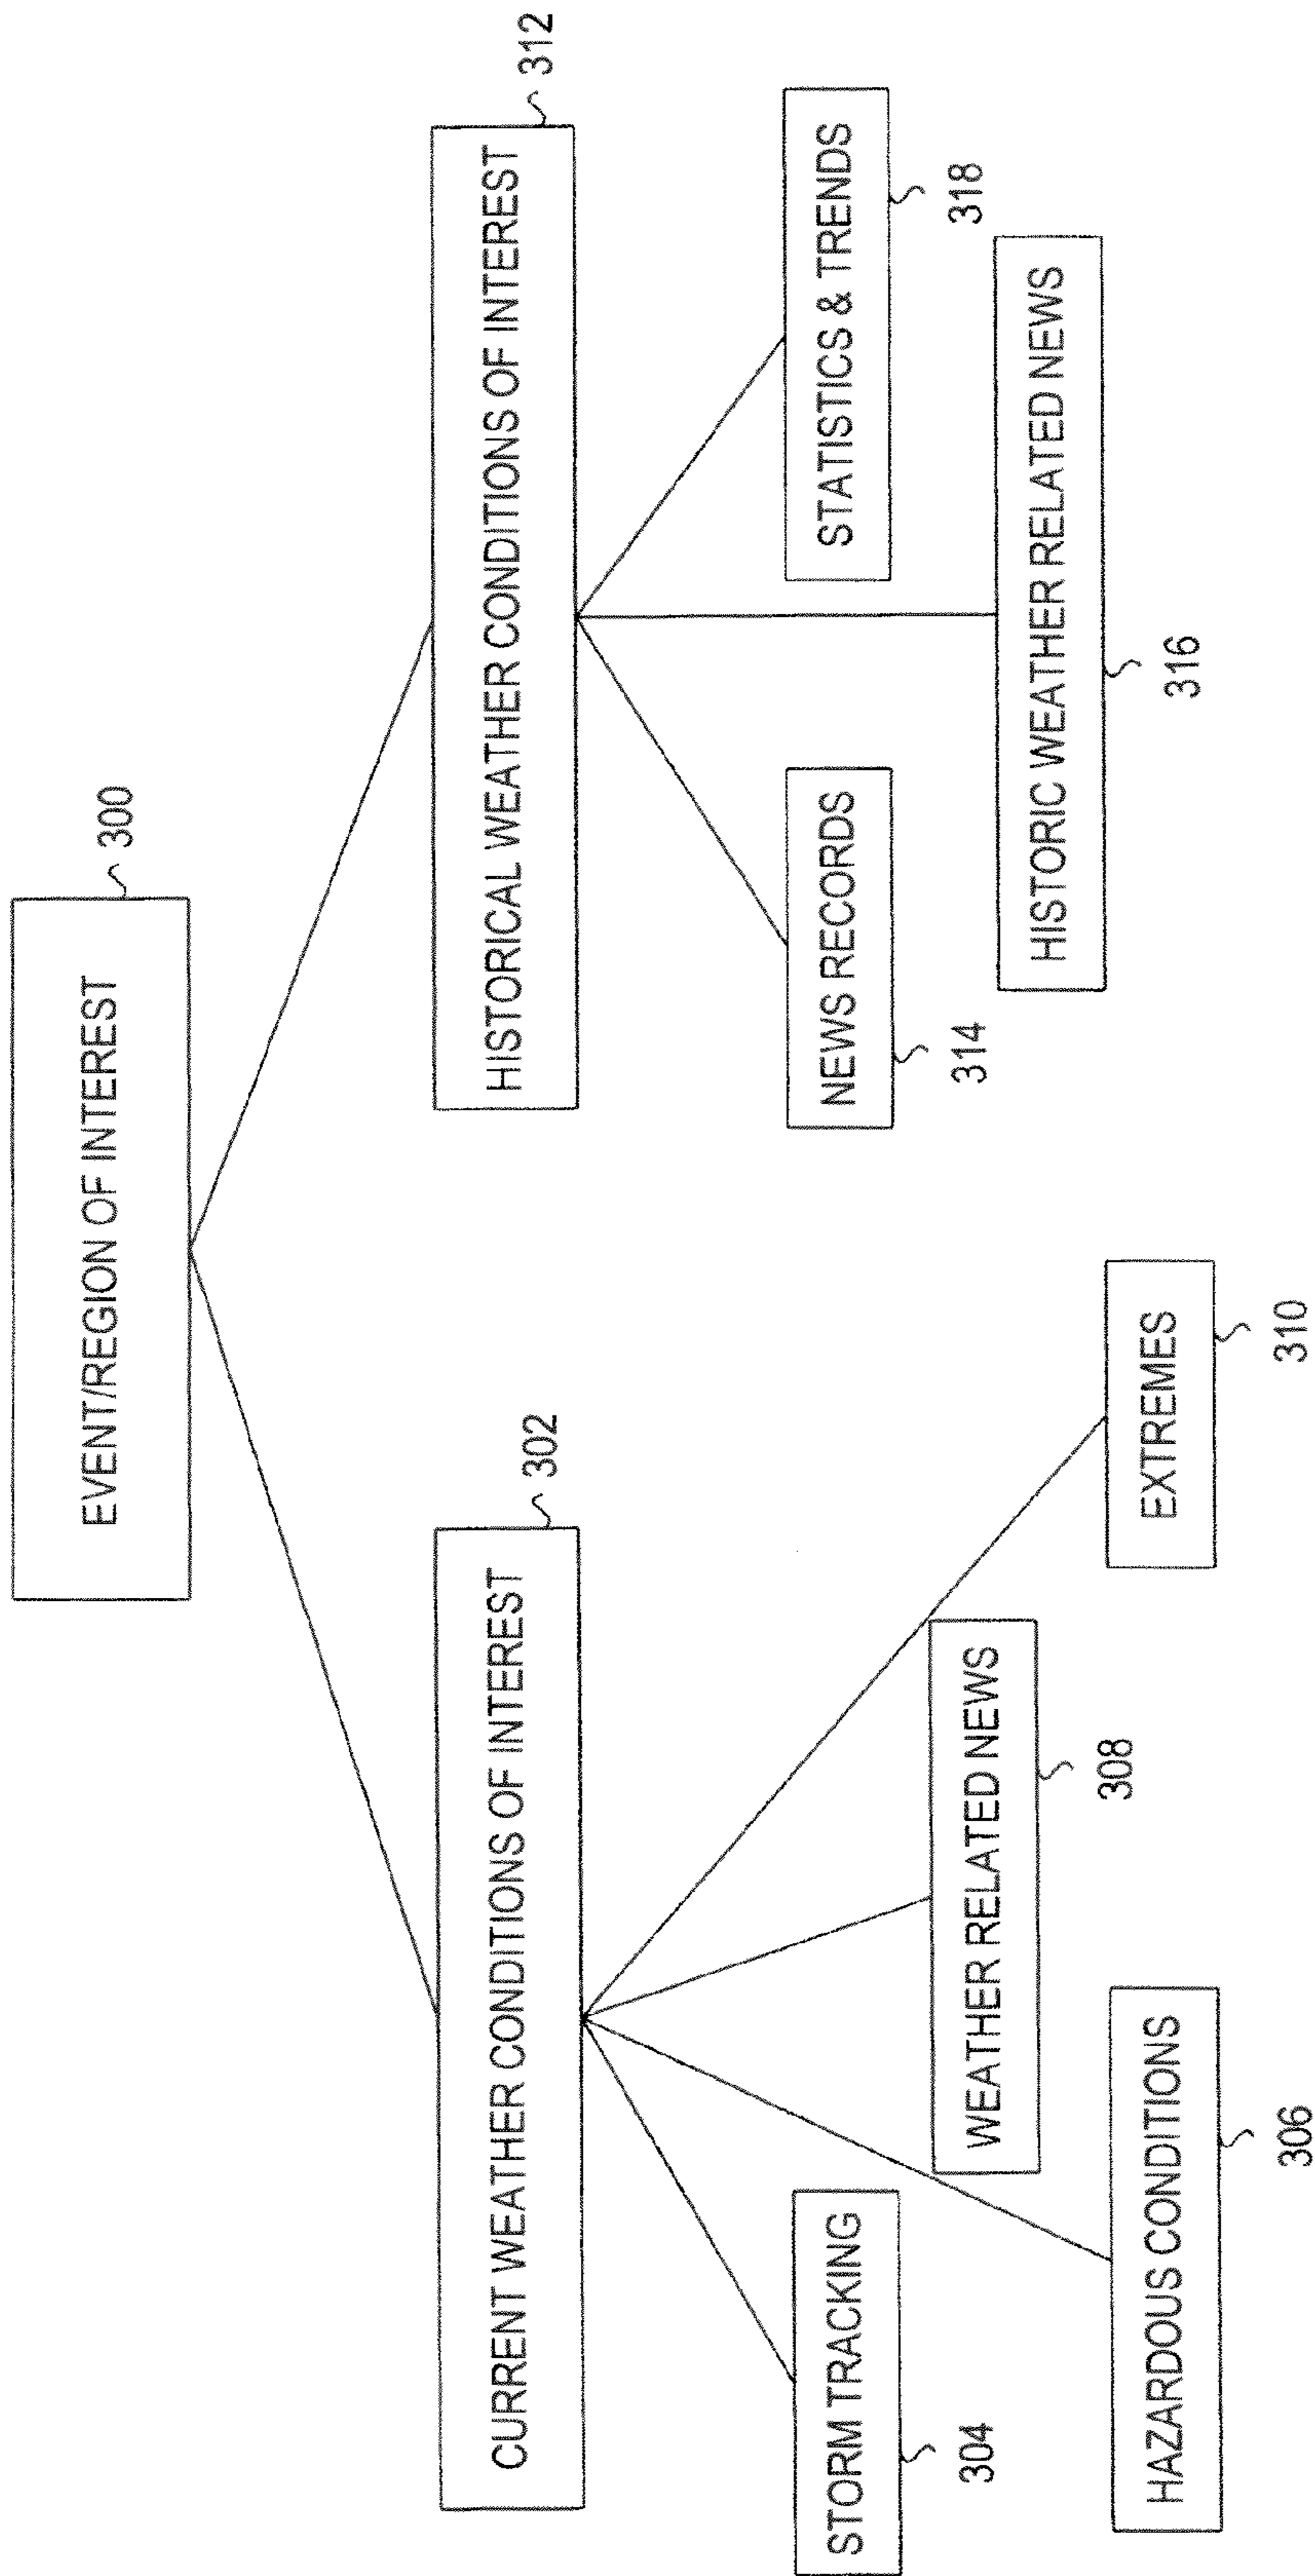 EVENT/REGION OF INTEREST
300
CURRENT WEATHER CONDITIONS OF INTEREST
302
HISTORICAL WEATHER CONDITIONS OF INTEREST
312
STORM TRACKING
304
HAZARDOUS CONDITIONS
306
WEATHER RELATED NEWS
308
EXTREMES
310
NEWS RECORDS
314
HISTORIC WEATHER RELATED NEWS
316
STATISTICS & TRENDS
318